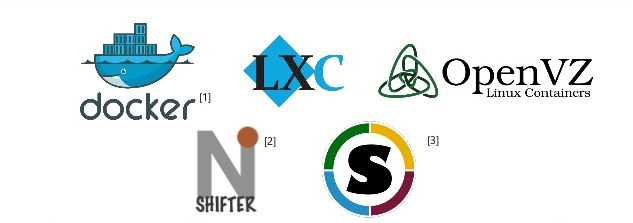 docker [1]
LXC
OpenVZ
Linux Containers
N [2]
SHIFTER
S [3]